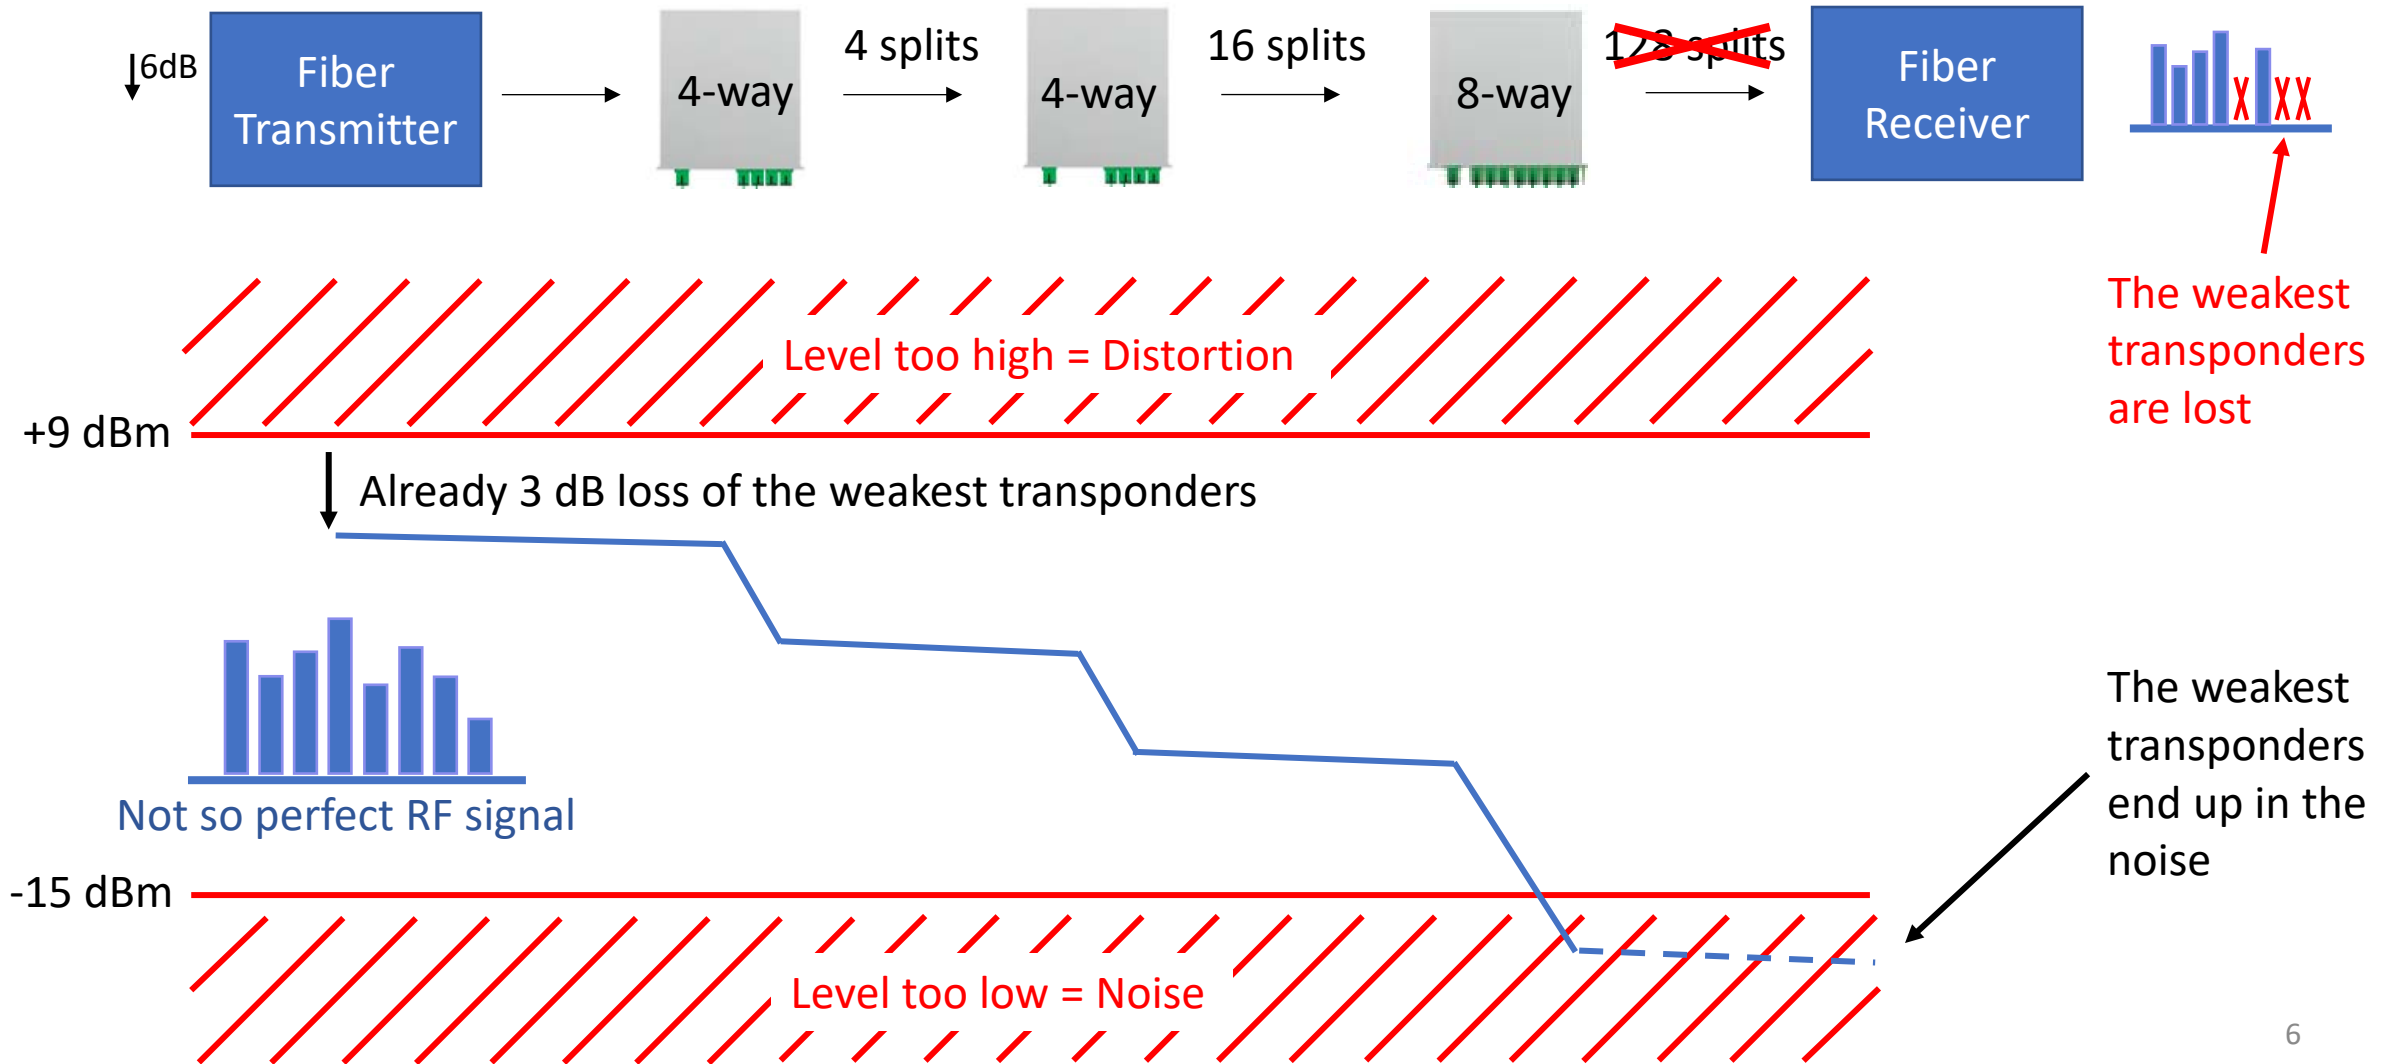 6dB
Fiber
Transmitter
4-way
4 splits
4-way
16 splits
8-way
128 splits
Fiber
Receiver
The weakest
transponders
are lost
Level too high = Distortion
+9 dBm
Already 3 dB loss of the weakest transponders
Not so perfect RF signal
The weakest
transponders
end up in the
noise
-15 dBm
Level too low = Noise
6